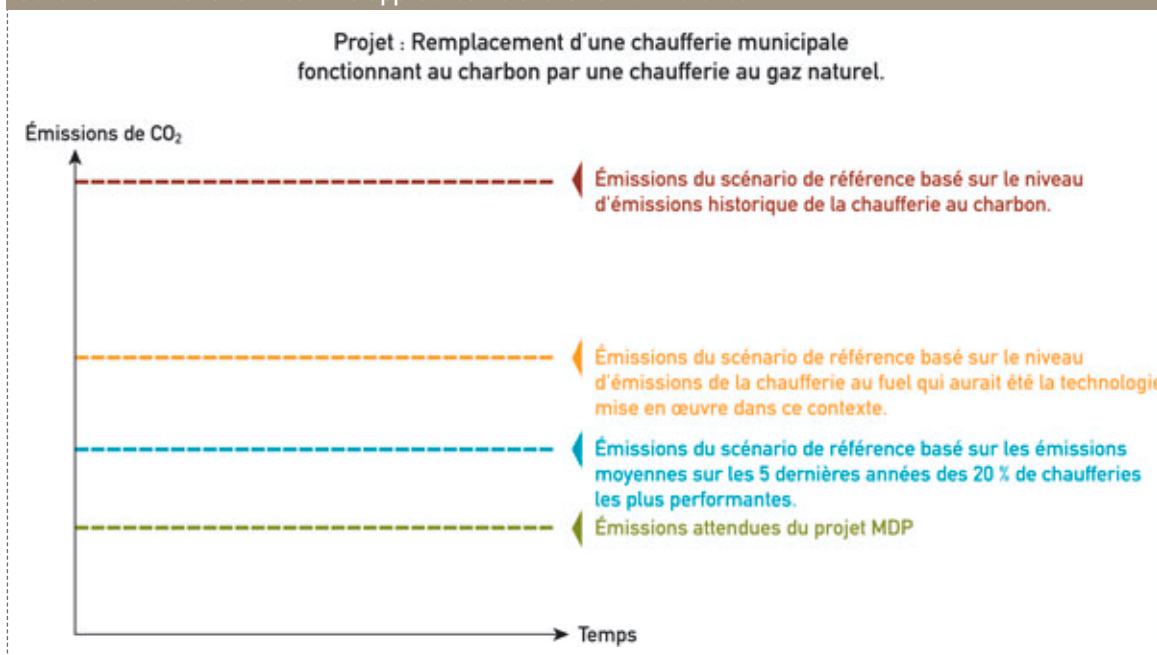 Projet : Remplacement d'une chaufferie municipale
fonctionnant au charbon par une chaufferie au gaz naturel.
Émissions de CO₂
Émissions du scénario de référence basé sur le niveau
d'émissions historique de la chaufferie au charbon.
Émissions du scénario de référence basé sur le niveau
d'émissions de la chaufferie au fuel qui aurait été la technologie
mise en œuvre dans ce contexte.
Émissions du scénario de référence basé sur les émissions
moyennes sur les 5 dernières années des 20 % de chaufferies
les plus performantes.
Émissions attendues du projet MDP
Temps